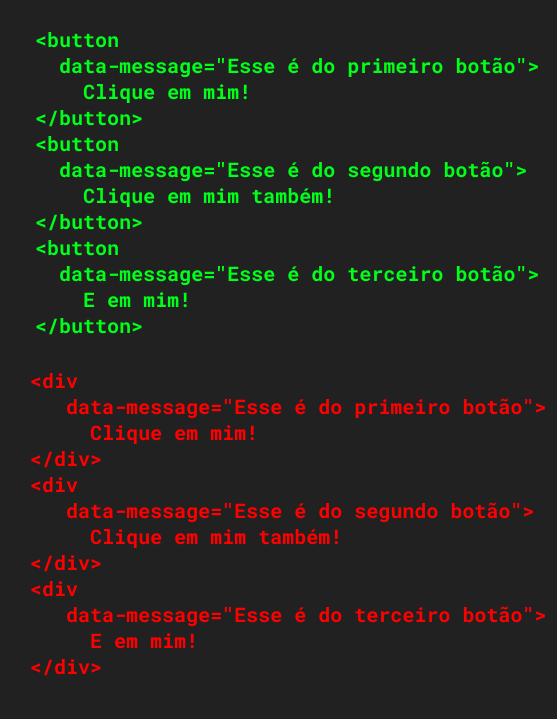 <button
data-message="Esse é do primeiro botão">
Clique em mim!
</button>
<button
data-message="Esse é do segundo botão">
Clique em mim também!
</button>
<button
data-message="Esse é do terceiro botão">
E em mim!
</button>
<div
data-message="Esse é do primeiro botão">
Clique em mim!
</div>
<div
data-message="Esse é do segundo botão">
Clique em mim também!
</div>
<div
data-message="Esse é do terceiro botão">
E em mim!
</div>